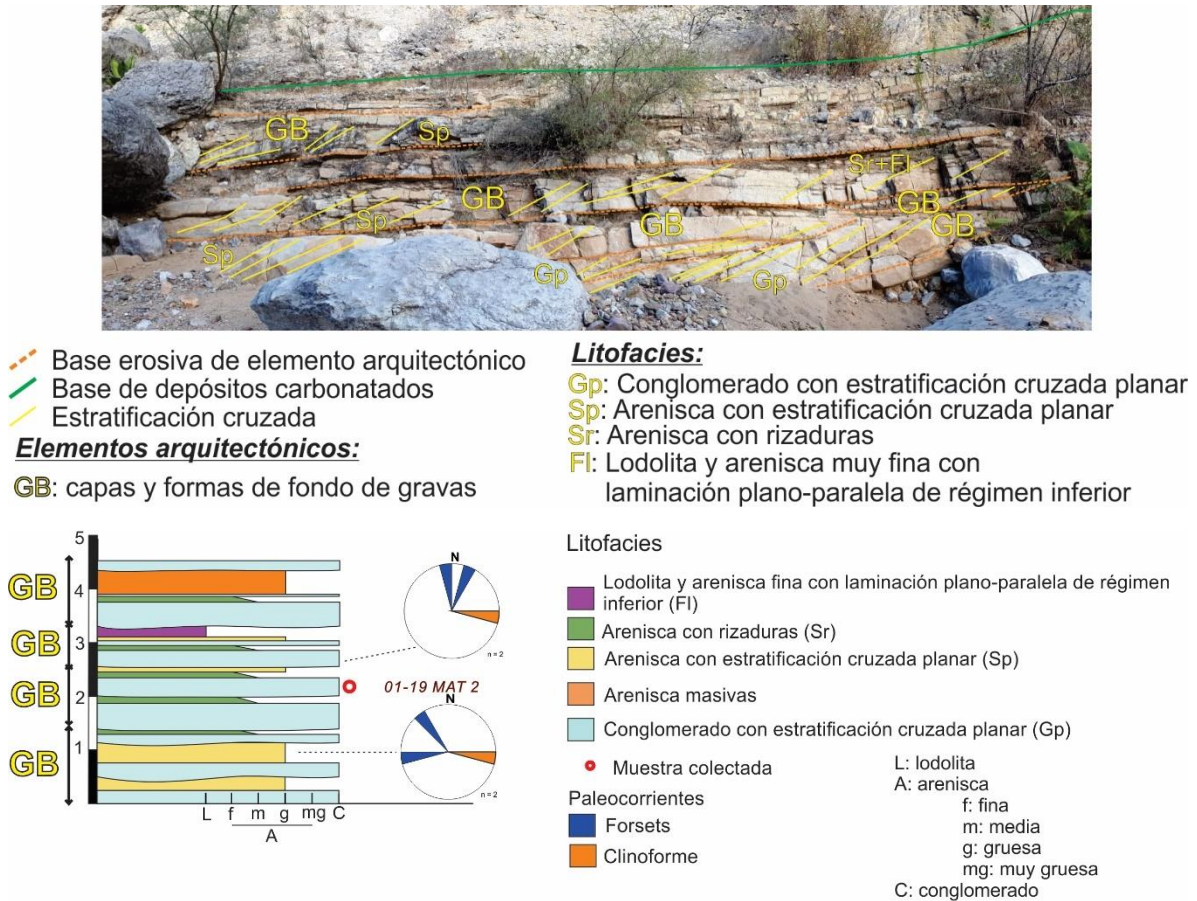 GB
Sp
Sr+Fl
GB
GB
Sp
GB
GB
Sp
Gp
Gp
Base erosiva de elemento arquitectónico
Base de depósitos carbonatados
Estratificación cruzada
Elementos arquitectónicos:
GB: capas y formas de fondo de gravas
Litofacies:
Gp: Conglomerado con estratificación cruzada planar
Sp: Arenisca con estratificación cruzada planar
Sr: Arenisca con rizaduras
Fl: Lodolita y arenisca muy fina con
laminación plano-paralela de régimen inferior
5
4
3
2
1
GB
GB
GB
GB
L f m g mg C
A
N
n = 2
01-19 MAT 2
N
n = 2
Litofacies
Lodolita y arenisca fina con laminación plano-paralela de régimen
inferior (Fl)
Arenisca con rizaduras (Sr)
Arenisca con estratificación cruzada planar (Sp)
Arenisca masivas
Conglomerado con estratificación cruzada planar (Gp)
Muestra colectada
Paleocorrientes
Forsets
Clinoforme
L: lodolita
A: arenisca
f: fina
m: media
g: gruesa
mg: muy gruesa
C: conglomerado